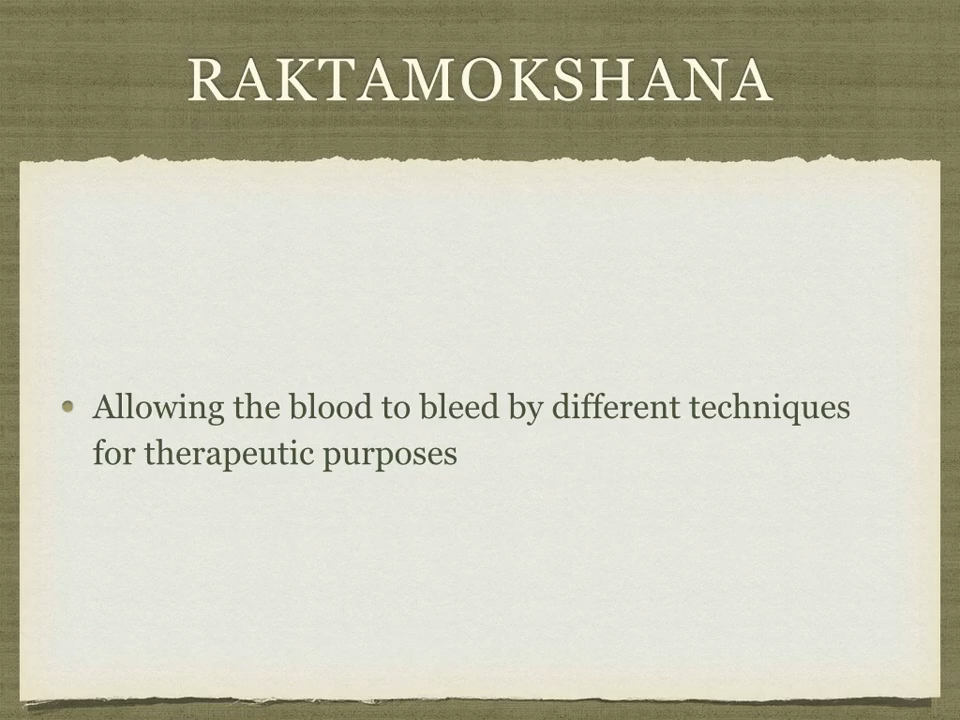 RAKTAMOKSHANA
• Allowing the blood to bleed by different techniques
for therapeutic purposes